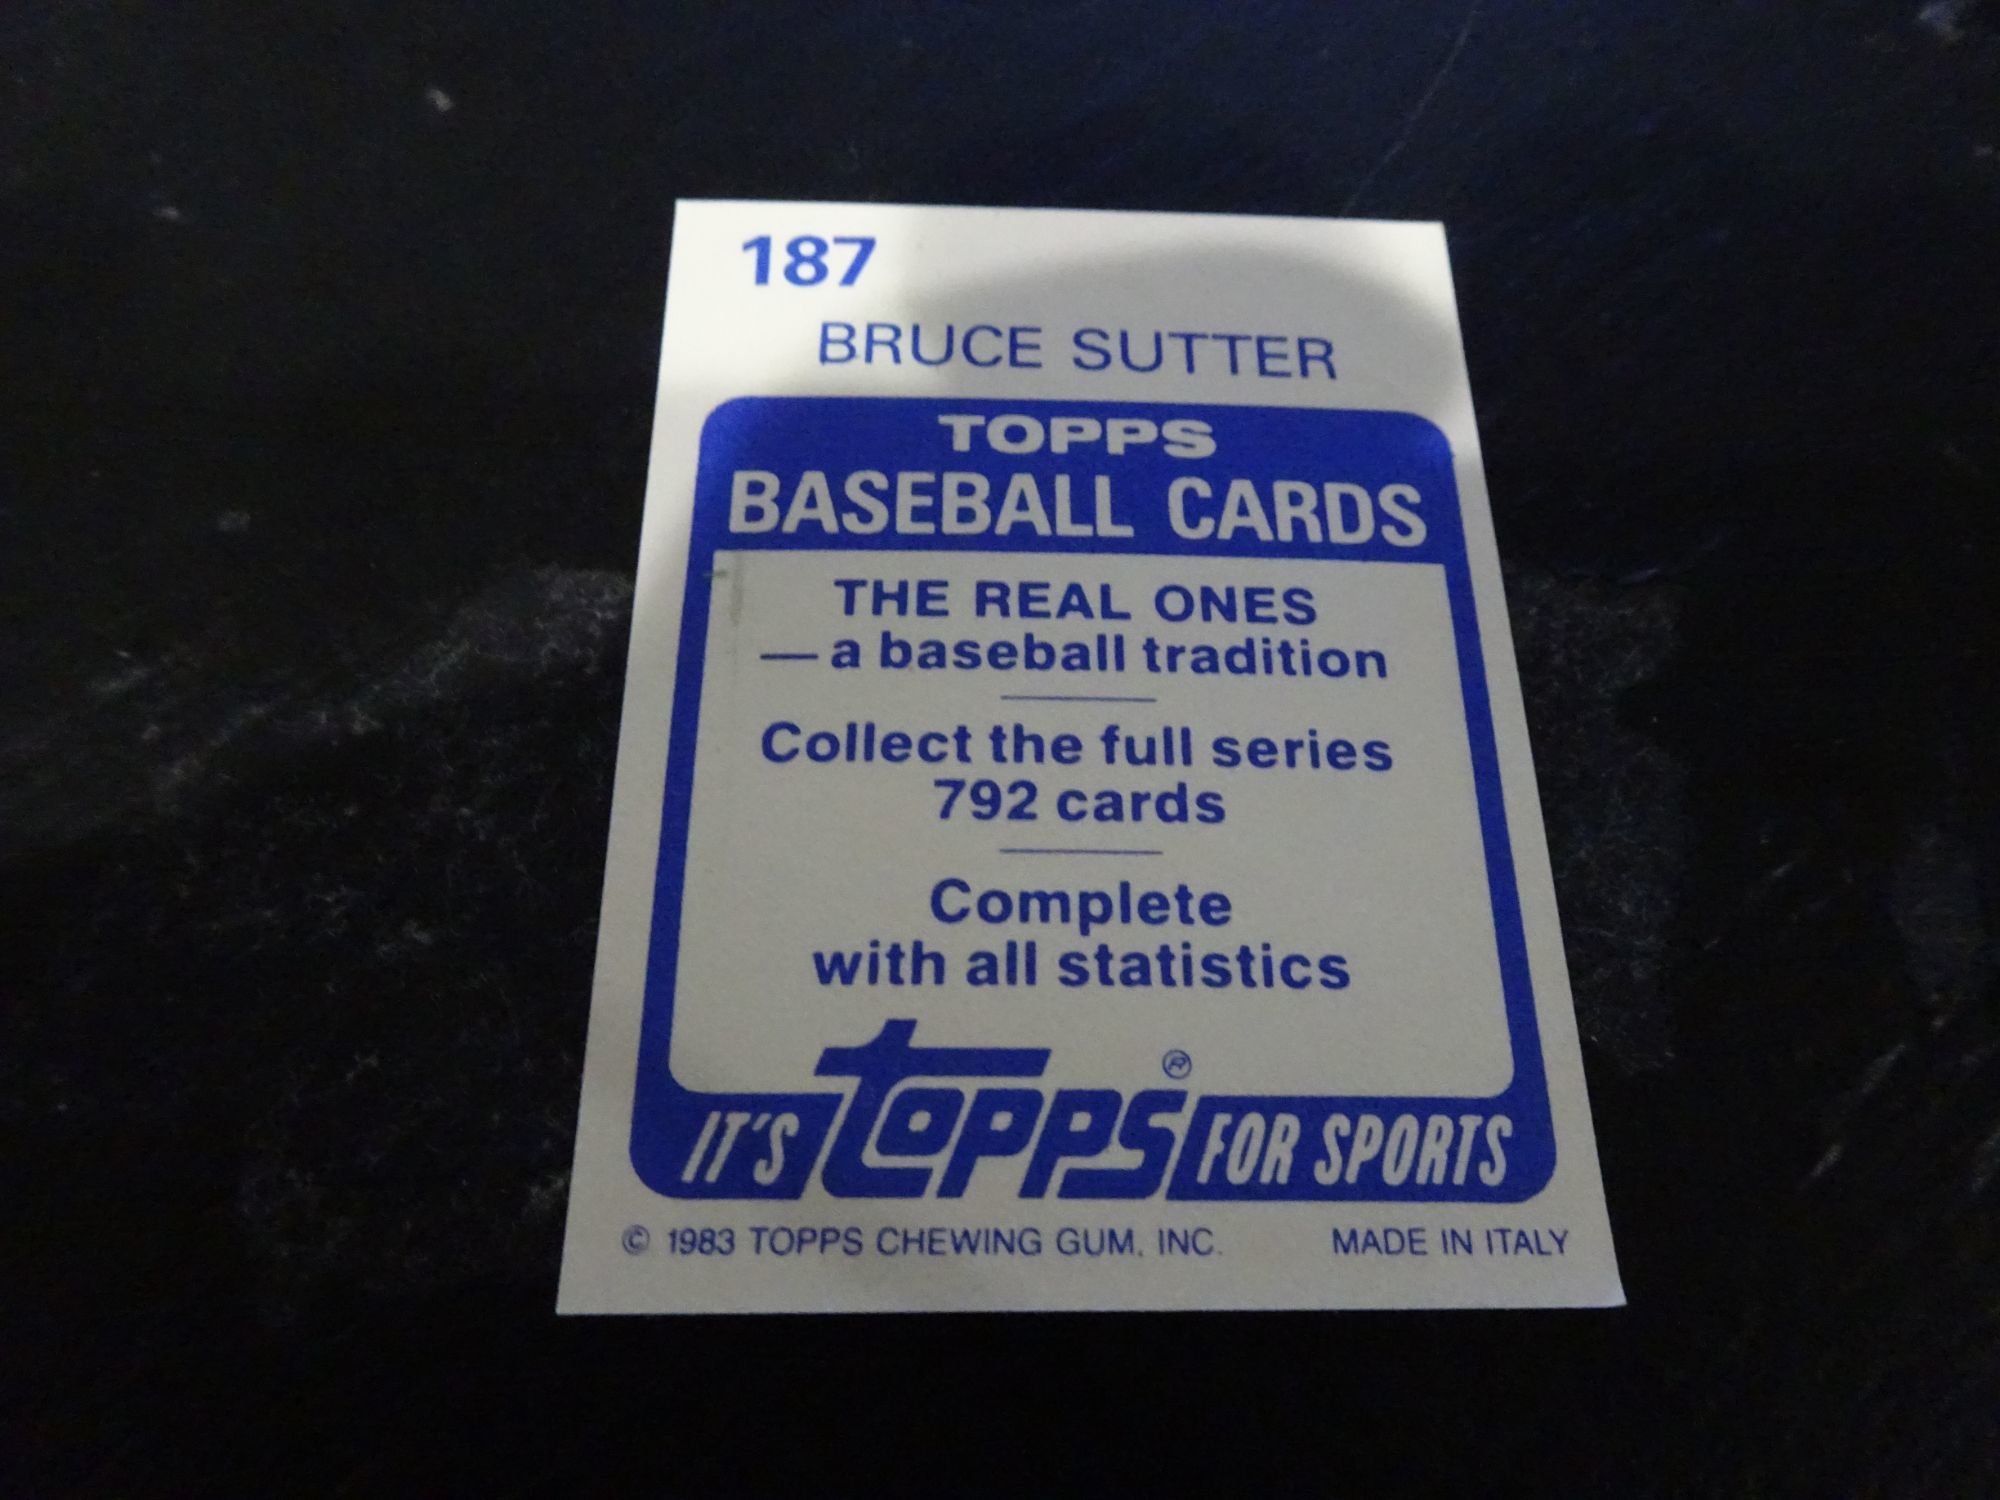 187
BRUCE SUTTER
TOPPS
BASEBALL CARDS
THE REAL ONES
— a baseball tradition
Collect the full series
792 cards
Complete
with all statistics
IT'S topps® FOR SPORTS
© 1983 TOPPS CHEWING GUM, INC. MADE IN ITALY